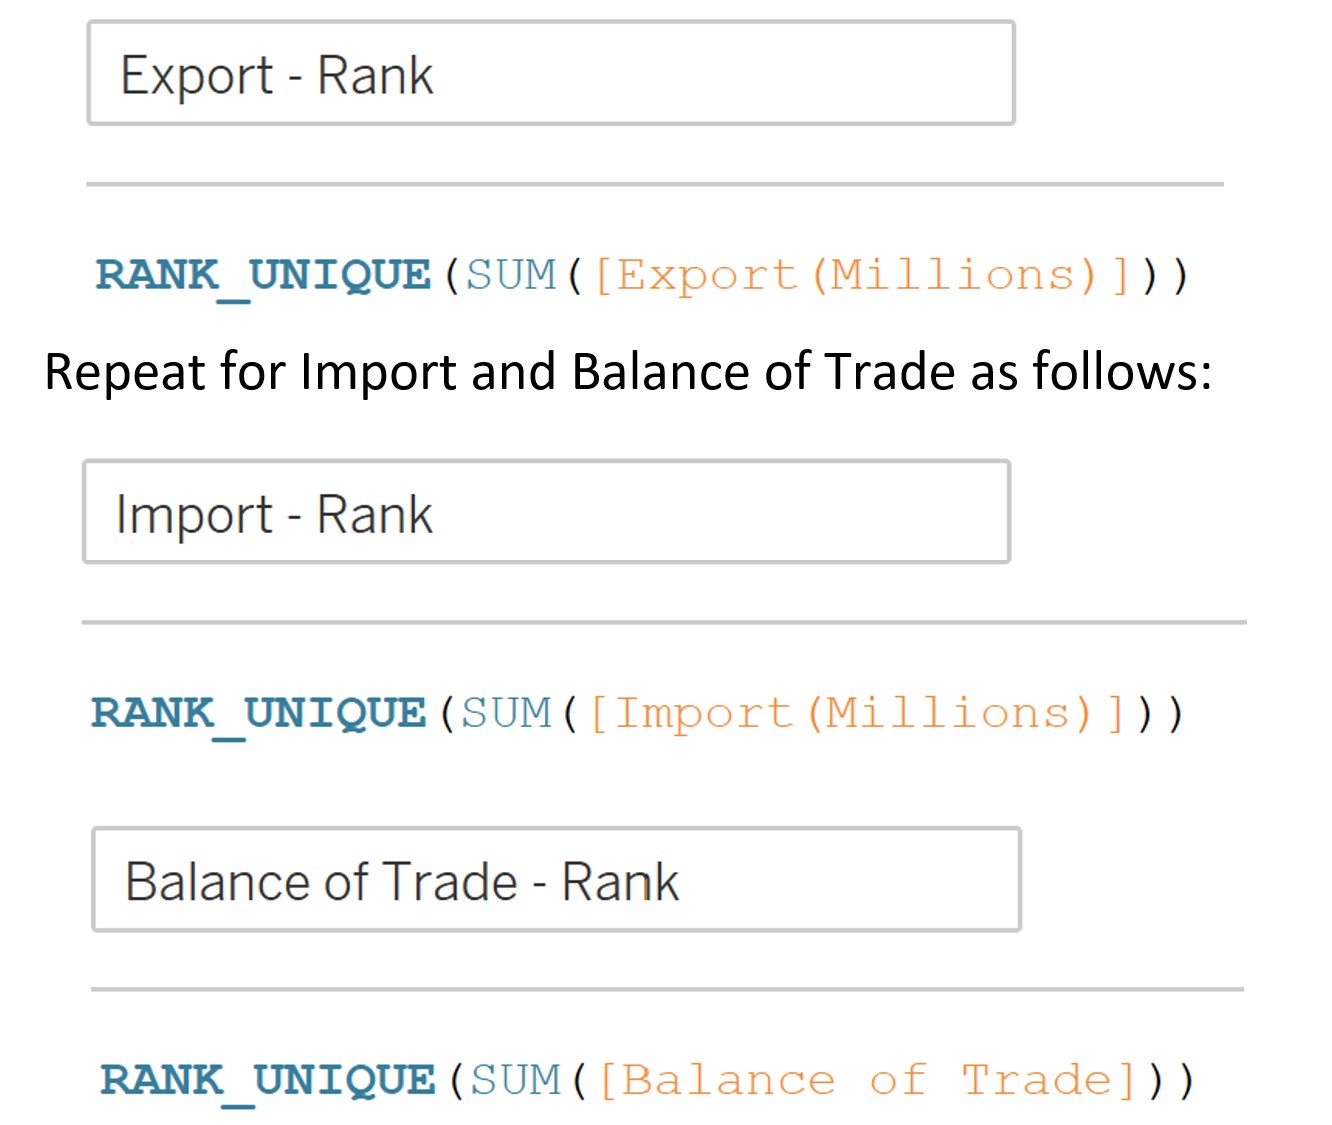 Export - Rank
RANK_UNIQUE(SUM([Export(Millions)]))
Repeat for Import and Balance of Trade as follows:
Import - Rank
RANK_UNIQUE(SUM([Import(Millions)]))
Balance of Trade - Rank
RANK_UNIQUE(SUM([Balance of Trade]))